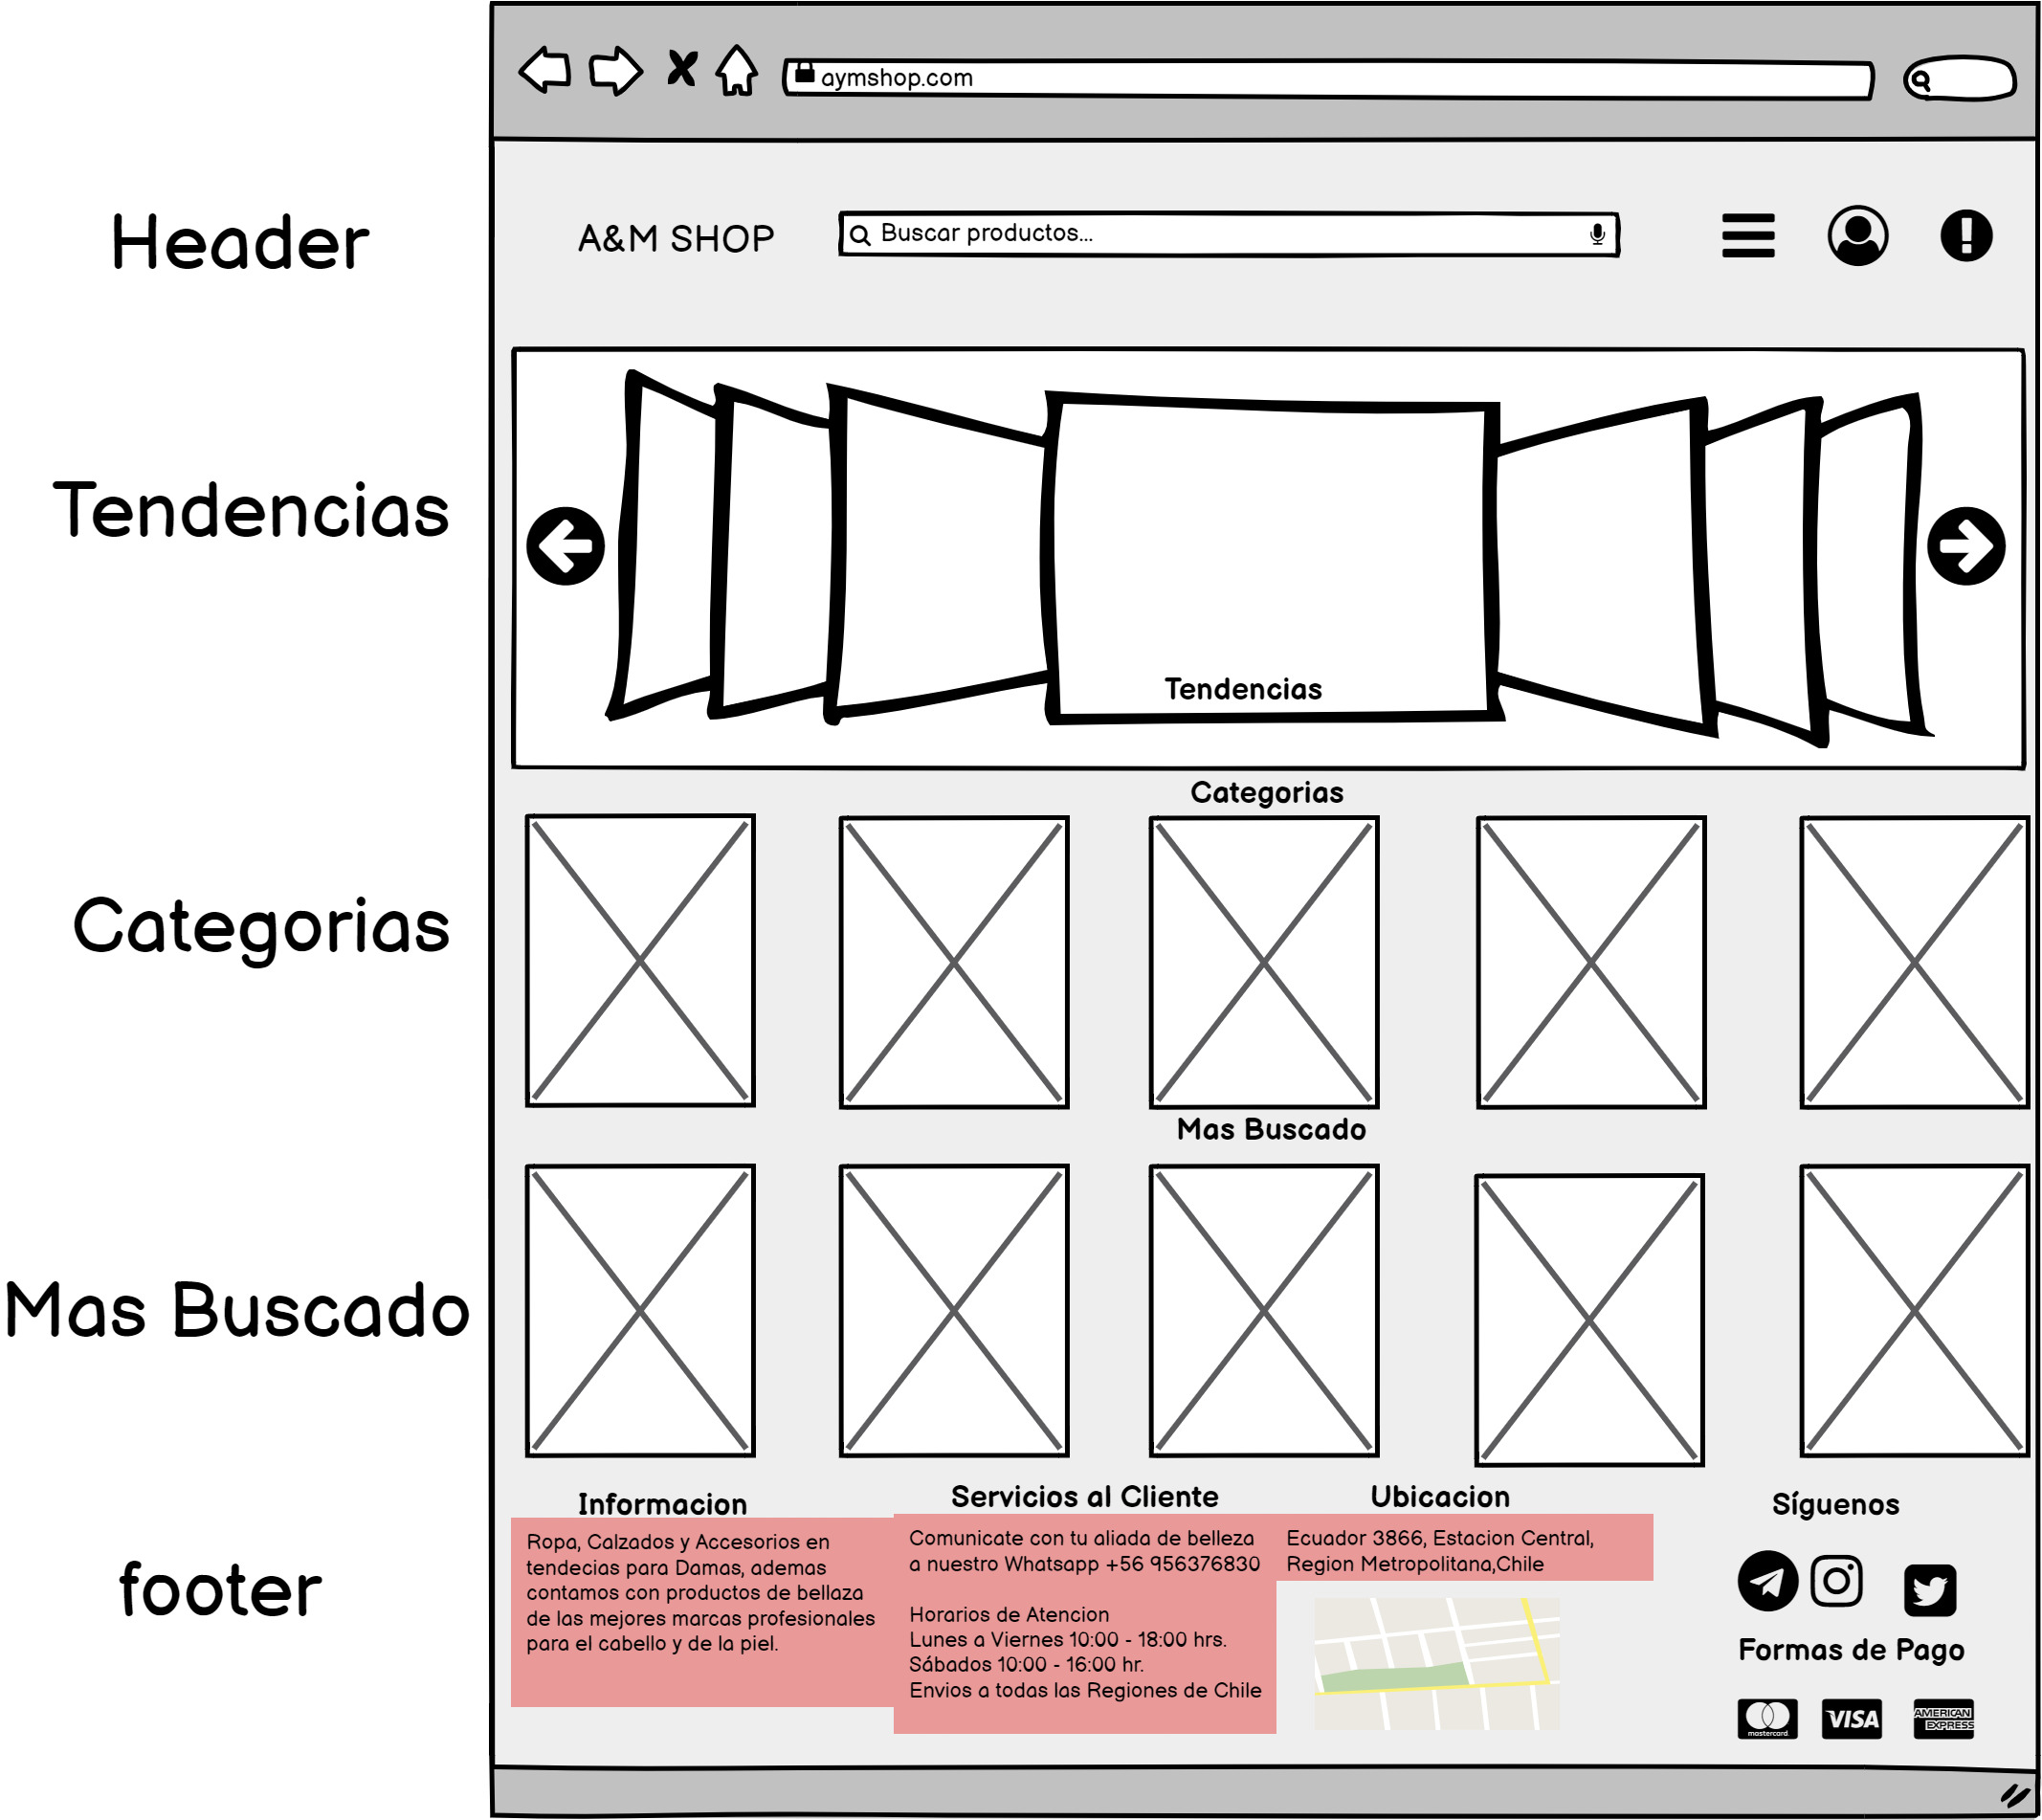 aymshop.com
Header
A&M SHOP
Buscar productos...
Tendencias
Tendencias
Categorias
Categorias
Mas Buscado
Mas Buscado
footer
Informacion
Ropa, Calzados y Accesorios en
tendecias para Damas, ademas
contamos con productos de bellaza
de las mejores marcas profesionales
para el cabello y de la piel.
Servicios al Cliente
Comunicate con tu aliada de belleza
a nuestro Whatsapp +56 956376830
Horarios de Atencion
Lunes a Viernes 10:00 - 18:00 hrs.
Sábados 10:00 - 16:00 hr.
Envios a todas las Regiones de Chile
Ubicacion
Ecuador 3866, Estacion Central,
Region Metropolitana,Chile
Síguenos
Formas de Pago
mastercard.
VISA
AMERICAN
EXPRESS